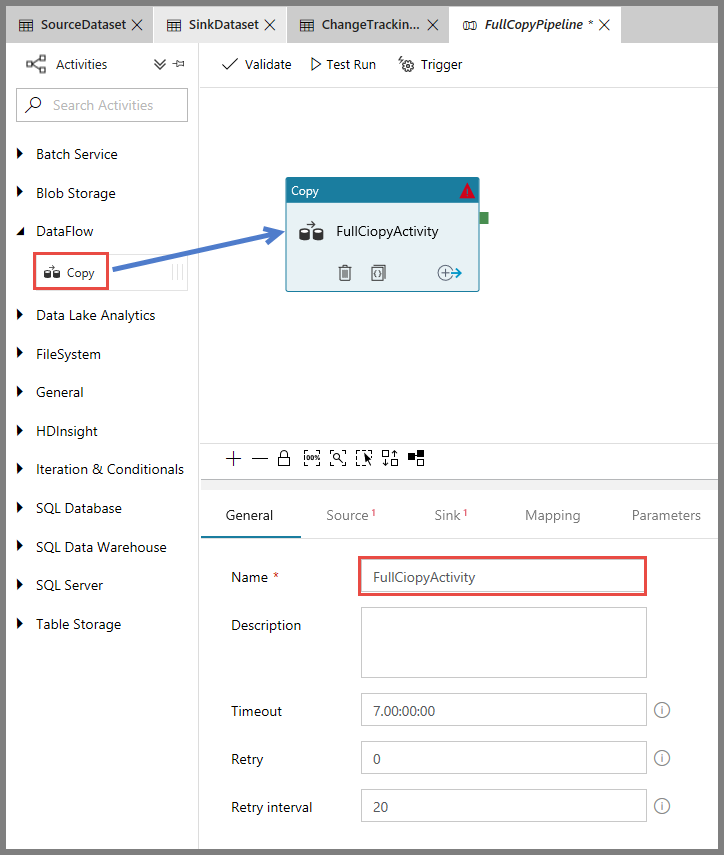 SourceDataset
SinkDataset
ChangeTrackin...
FullCopyPipeline *
Activities
Validate
Test Run
Trigger
Search Activities
Batch Service
Blob Storage
DataFlow
Copy
Data Lake Analytics
FileSystem
General
HDInsight
Iteration & Conditionals
SQL Database
SQL Data Warehouse
SQL Server
Table Storage
Copy
FullCiopyActivity
100%
General
Source 1
Sink 1
Mapping
Parameters
Name *
FullCiopyActivity
Description
Timeout
7.00:00:00
Retry
0
Retry interval
20